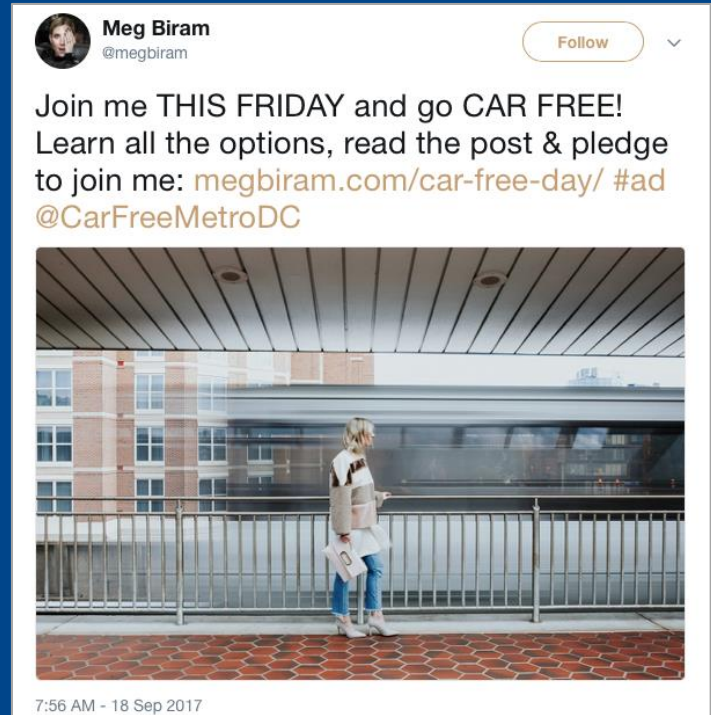 Meg Biram
@megbiram
Follow
Join me THIS FRIDAY and go CAR FREE!
Learn all the options, read the post & pledge
to join me: megbiram.com/car-free-day/ #ad
@CarFreeMetroDC
7:56 AM - 18 Sep 2017